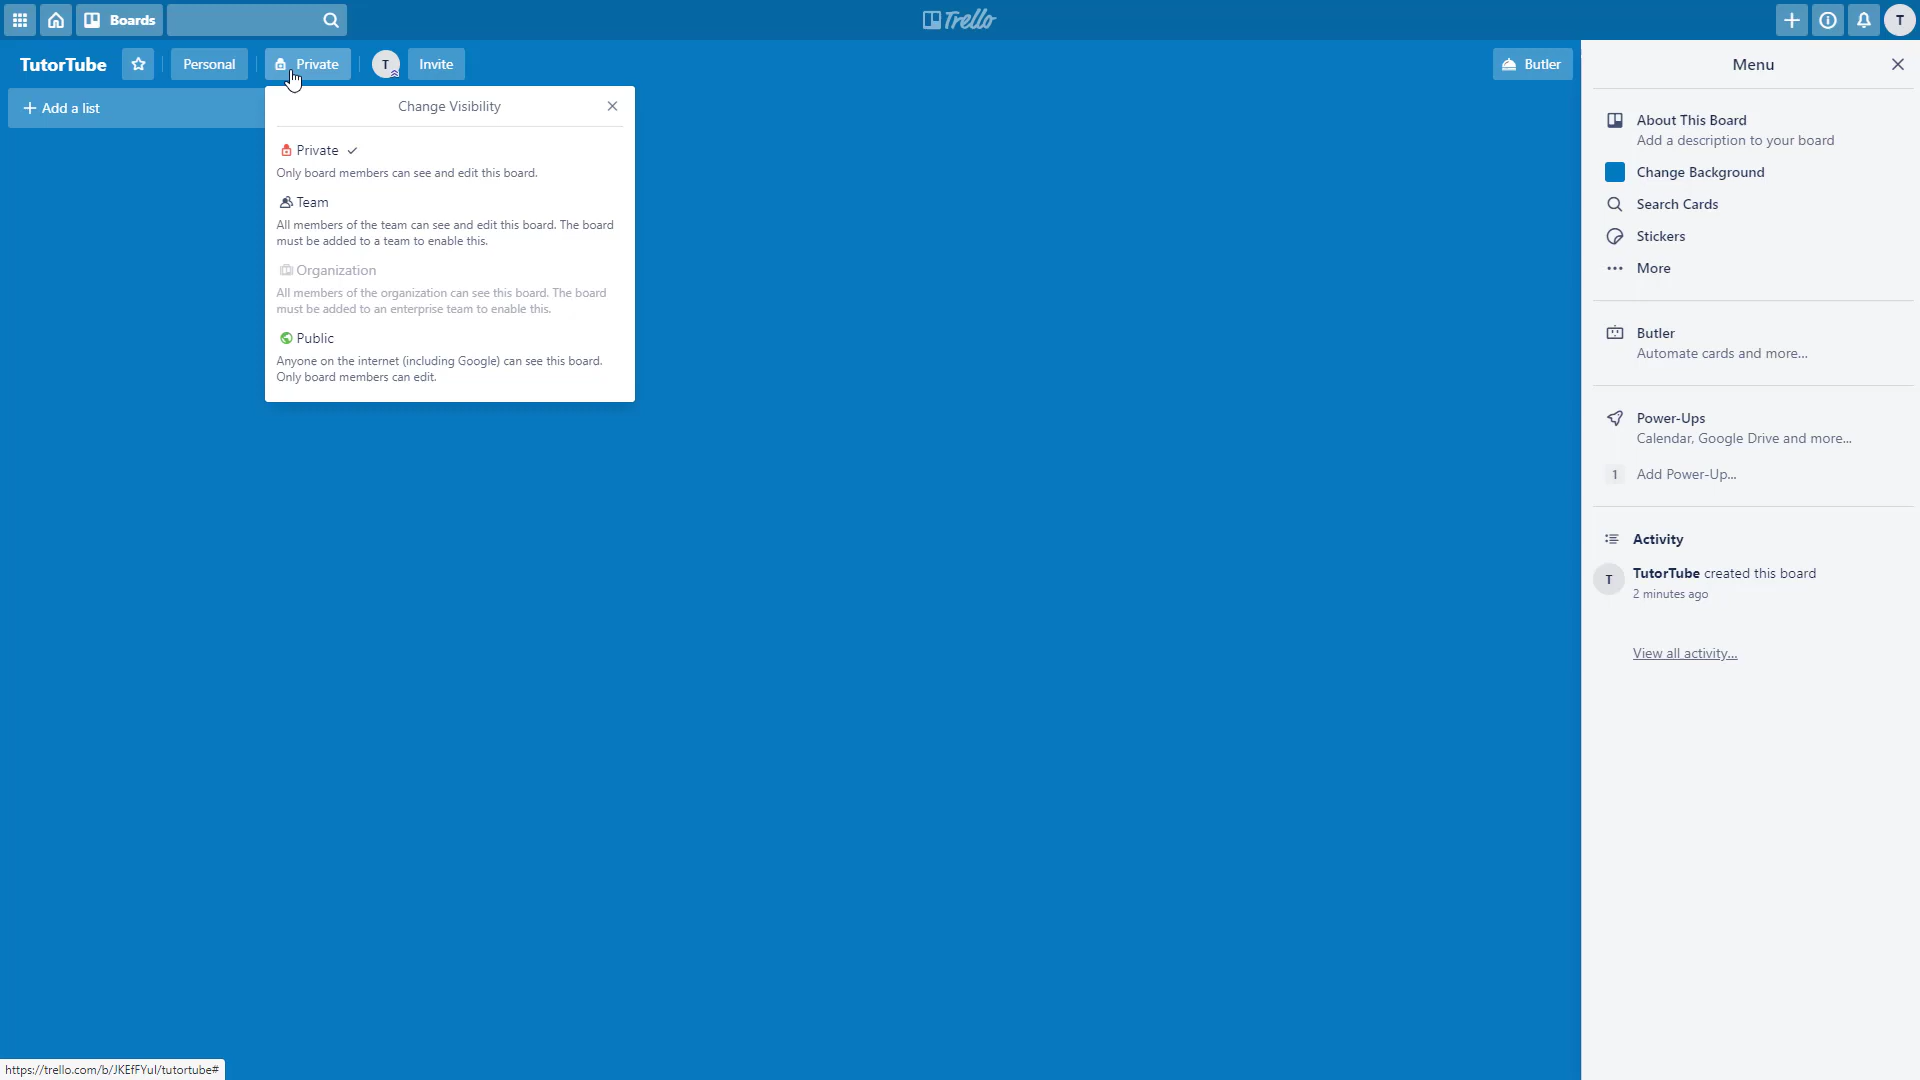 Boards
Trello
T
TutorTube
Personal
Private
T
Invite
Butler
+ Add a list
Change Visibility
Private
Only board members can see and edit this board.
Team
All members of the team can see and edit this board. The board
must be added to a team to enable this.
Organization
All members of the organization can see this board. The board
must be added to an enterprise team to enable this.
Public
Anyone on the internet (including Google) can see this board.
Only board members can edit.
Menu
About This Board
Add a description to your board
Change Background
Search Cards
Stickers
More
Butler
Automate cards and more...
Power-Ups
Calendar, Google Drive and more...
1 Add Power-Up...
Activity
T
TutorTube created this board
2 minutes ago
View all activity...
https://trello.com/b/JKEfFYuI/tutortube#